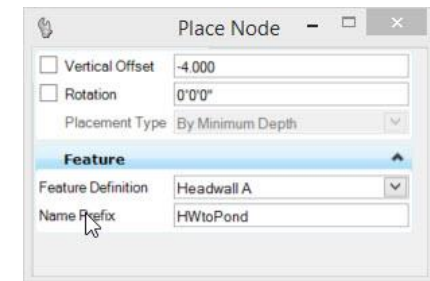 Place Node
Vertical Offset -4.000
Rotation 0°0'0"
Placement Type By Minimum Depth
Feature
Feature Definition Headwall A
Name Prefix HWtoPond